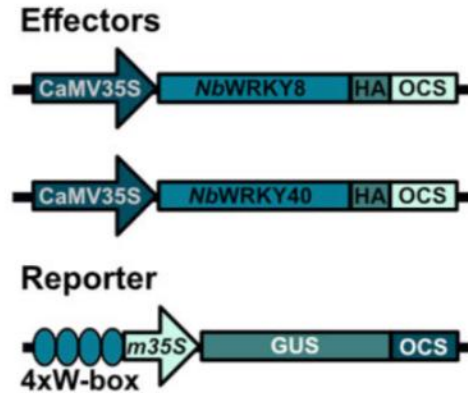 Effectors
CaMV35S NbWRKY8 HA OCS
CaMV35S NbWRKY40 HA OCS
Reporter
m35S GUS OCS
4xW-box